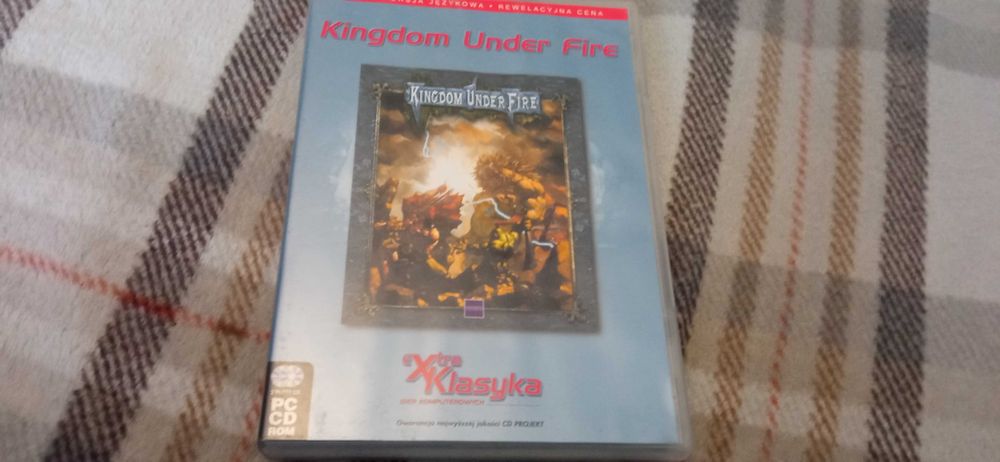 JĘZYKOWA • REWELACYJNA CENA
Kingdom Under Fire
KINGDOM UNDER FIRE
eXtra
Klasyka
GIER KOMPUTEROWYCH
PC
CD
ROM
Gwarancja najwyższej jakości CD PROJEKT